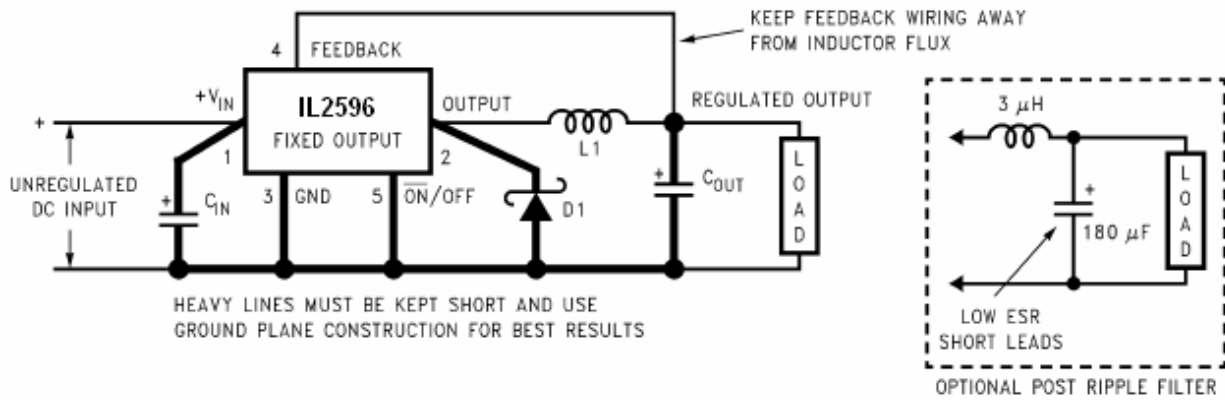 KEEP FEEDBACK WIRING AWAY
FROM INDUCTOR FLUX
4 FEEDBACK
+VIN
IL2596
FIXED OUTPUT
OUTPUT
REGULATED OUTPUT
3 μH
+
1
2
L1
UNREGULATED
DC INPUT
+
CIN
3 GND
5 ON/OFF
D1
+
COUT
LOAD
+
180 μF
LOAD
HEAVY LINES MUST BE KEPT SHORT AND USE
GROUND PLANE CONSTRUCTION FOR BEST RESULTS
LOW ESR
SHORT LEADS
OPTIONAL POST RIPPLE FILTER